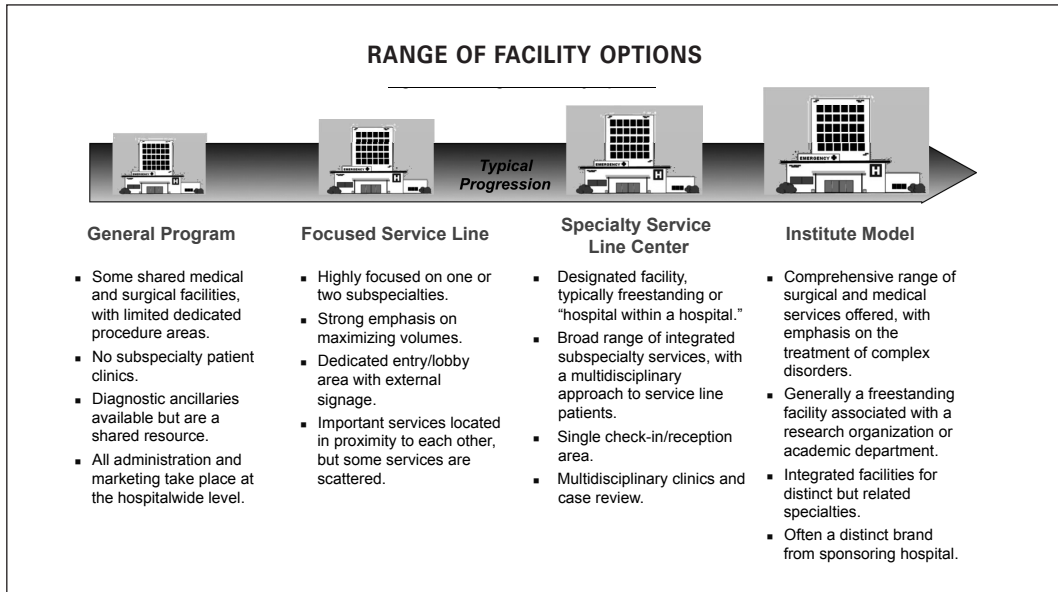 RANGE OF FACILITY OPTIONS
EMERGENCY
H
EMERGENCY
H
EMERGENCY
H
EMERGENCY
H
Typical
Progression
General Program
Some shared medical
and surgical facilities,
with limited dedicated
procedure areas.
No subspecialty patient
clinics.
Diagnostic ancillaries
available but are a
shared resource.
All administration and
marketing take place at
the hospitalwide level.
Focused Service Line
Highly focused on one or
two subspecialties.
Strong emphasis on
maximizing volumes.
Dedicated entry/lobby
area with external
signage.
Important services located
in proximity to each other,
but some services are
scattered.
Specialty Service
Line Center
Designated facility,
typically freestanding or
“hospital within a hospital.”
Broad range of integrated
subspecialty services, with
a multidisciplinary
approach to service line
patients.
Single check-in/reception
area.
Multidisciplinary clinics and
case review.
Institute Model
Comprehensive range of
surgical and medical
services offered, with
emphasis on the
treatment of complex
disorders.
Generally a freestanding
facility associated with a
research organization or
academic department.
Integrated facilities for
distinct but related
specialties.
Often a distinct brand
from sponsoring hospital.